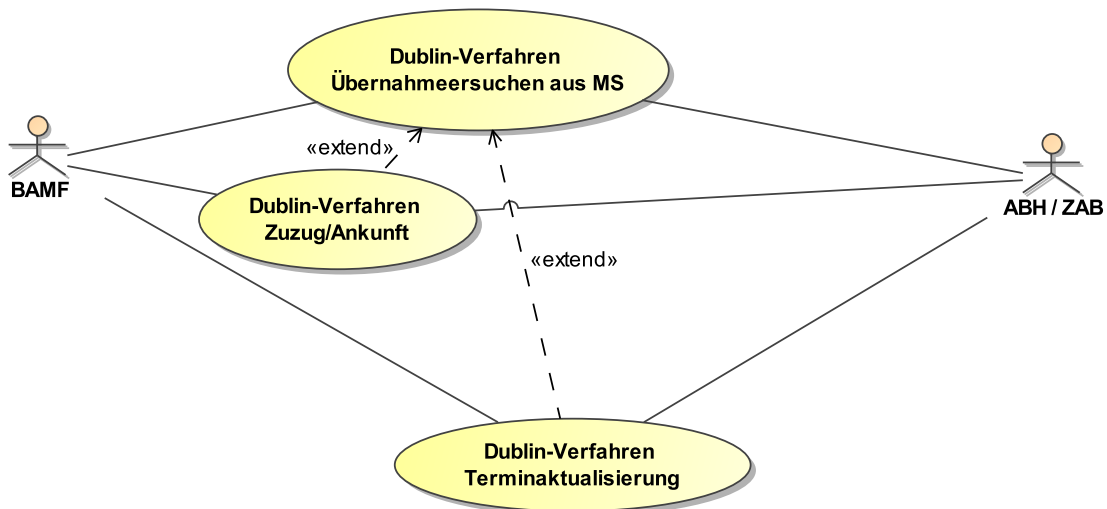 Dublin-Verfahren
Übernahmeersuchen aus MS
«extend»
BAMF
Dublin-Verfahren
Zuzug/Ankunft
ABH / ZAB
«extend»
Dublin-Verfahren
Terminaktualisierung